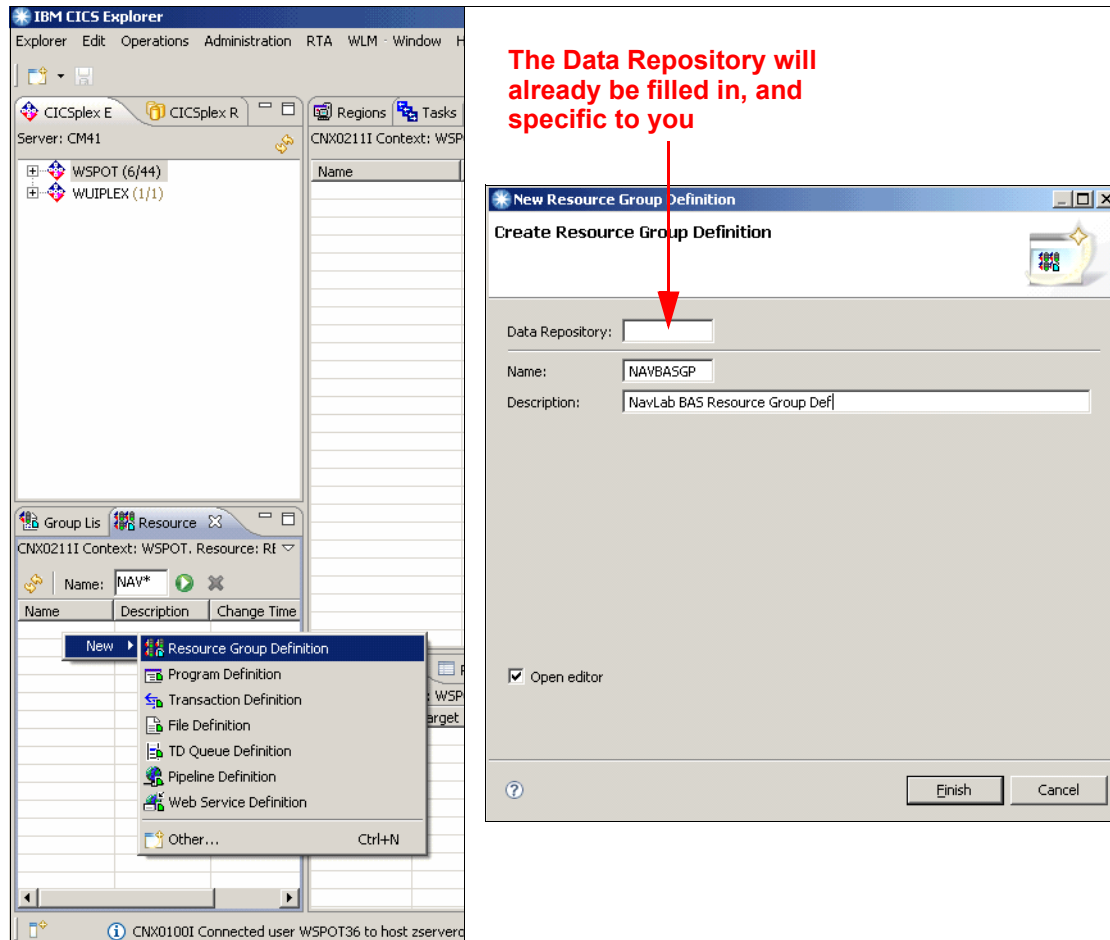 IBM CICS Explorer
Explorer Edit Operations Administration RTA WLM Window H
CICSplex E CICSplex R
Server: CM41
WSPOT (6/44)
WUIPLEX (1/1)
Regions Tasks
CNX0211I Context: WSP
Name
Group Lis Resource
CNX0211I Context: WSPOT. Resource: RE
Name: NAV*
Name Description Change Time
New
Resource Group Definition
Program Definition
Transaction Definition
File Definition
TD Queue Definition
Pipeline Definition
Web Service Definition
Other... Ctrl+N
: WSP
arget
CNX0100I Connected user WSPOT36 to host zserver
The Data Repository will
already be filled in, and
specific to you
New Resource Group Definition
Create Resource Group Definition
Data Repository:
Name: NAVBASGP
Description: NavLab BAS Resource Group Def
Open editor
Finish Cancel